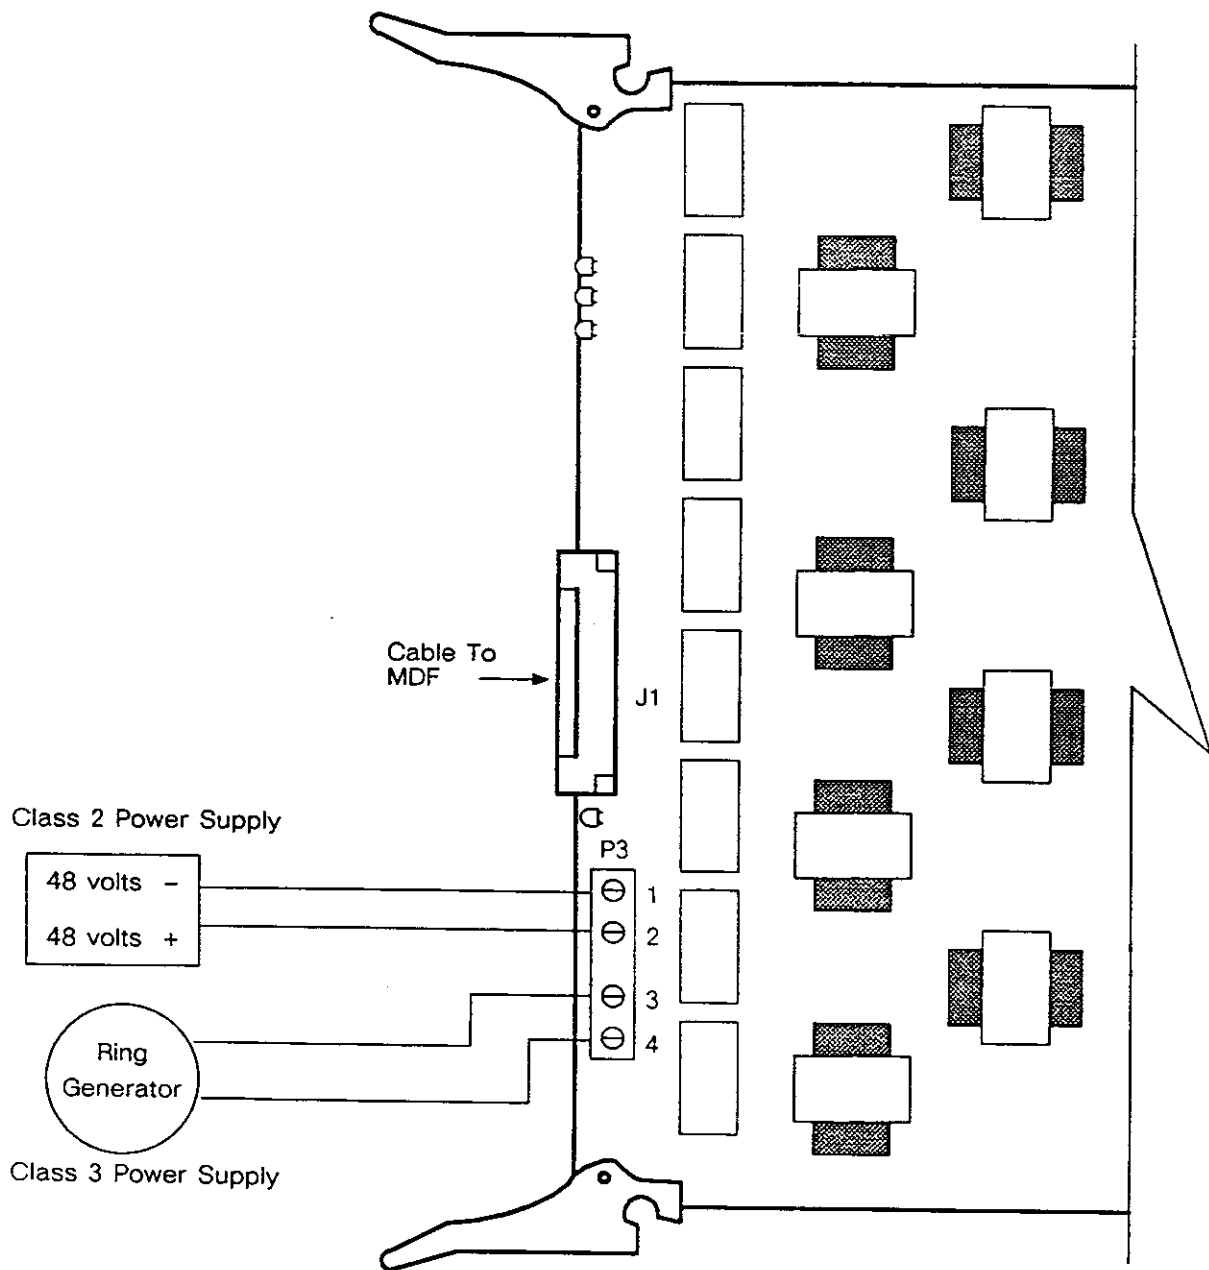 Cable To
MDF
J1
Class 2 Power Supply
P3
48 volts -
1
48 volts +
2
3
Ring
Generator
4
Class 3 Power Supply